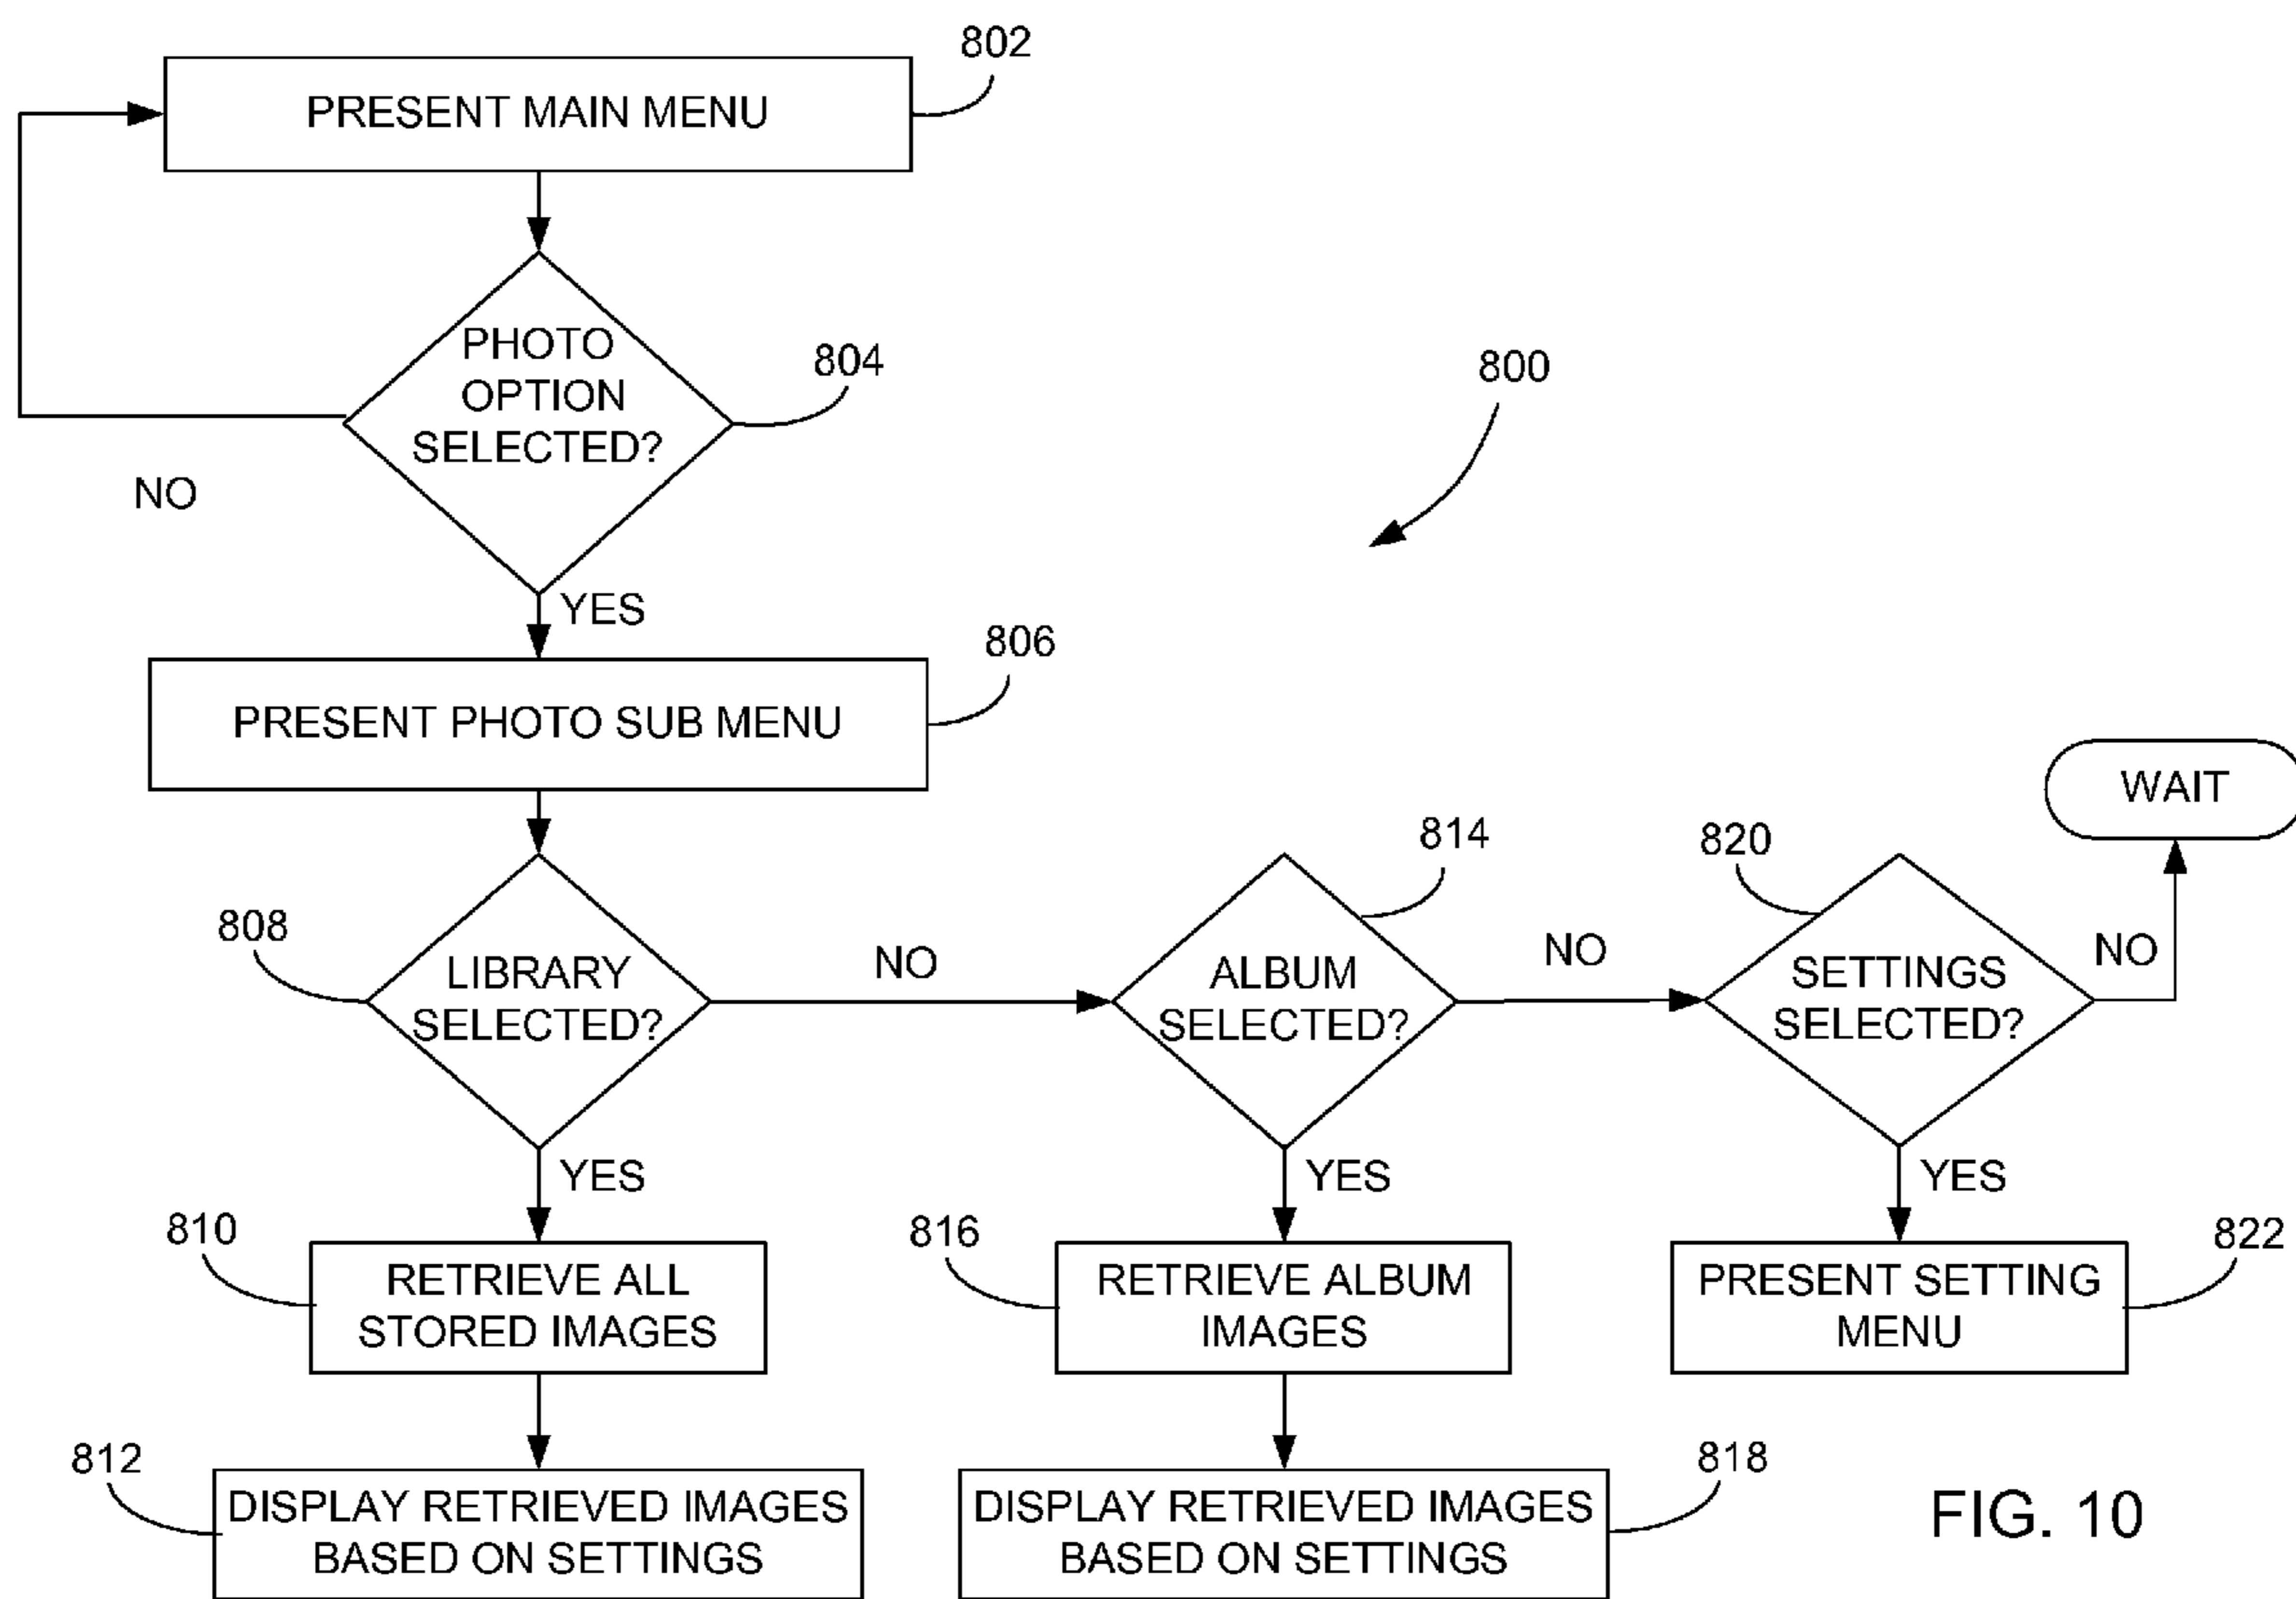 802
PRESENT MAIN MENU
PHOTO
OPTION
SELECTED?
804
NO
YES
800
806
PRESENT PHOTO SUB MENU
WAIT
808
LIBRARY
SELECTED?
NO
814
ALBUM
SELECTED?
NO
820
SETTINGS
SELECTED?
NO
YES
YES
YES
810
RETRIEVE ALL
STORED IMAGES
816
RETRIEVE ALBUM
IMAGES
PRESENT SETTING
MENU
822
812
DISPLAY RETRIEVED IMAGES
BASED ON SETTINGS
DISPLAY RETRIEVED IMAGES
BASED ON SETTINGS
818
FIG. 10